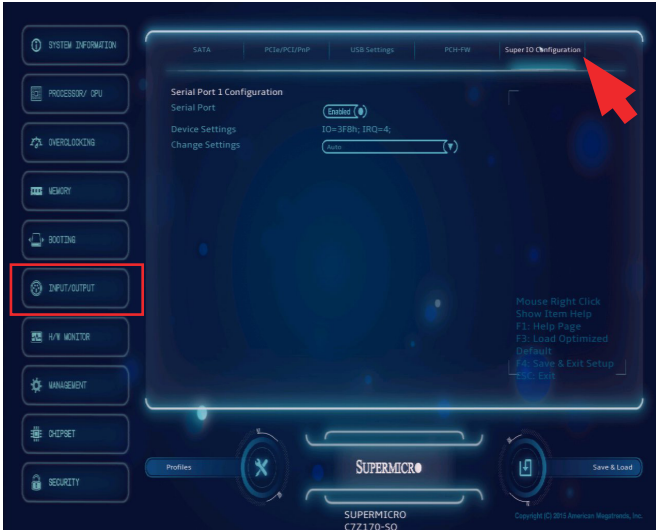 SYSTEM INFORMATION
PROCESSOR/ CPU
OVERCLOCKING
MEMORY
BOOTING
INPUT/OUTPUT
H/W MONITOR
MANAGEMENT
CHIPSET
SECURITY
SATA
PCIe/PCI/PnP
USB Settings
PCH-FW
Super IO Configuration
Serial Port 1 Configuration
Serial Port
Enabled
Device Settings
IO=3F8h; IRQ=4;
Change Settings
Auto
Mouse Right Click
Show Item Help
F1: Help Page
F3: Load Optimized
Default
F4: Save & Exit Setup
ESC: Exit
Profiles
SUPERMICRO
Save & Load
SUPERMICRO
C7Z170-SQ
Copyright (C) 2015 American Megatrends, Inc.